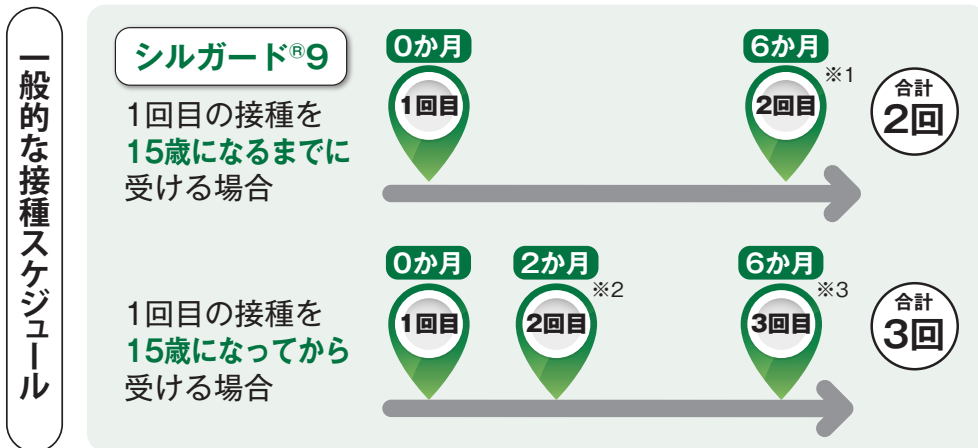 一般的な接種スケジュール
シルガード®9
1回目の接種を
15歳になるまでに
受ける場合
0か月
1回目
6か月
※1
2回目
合計
2回
1回目の接種を
15歳になってから
受ける場合
0か月
1回目
2か月
※2
2回目
6か月
※3
3回目
合計
3回